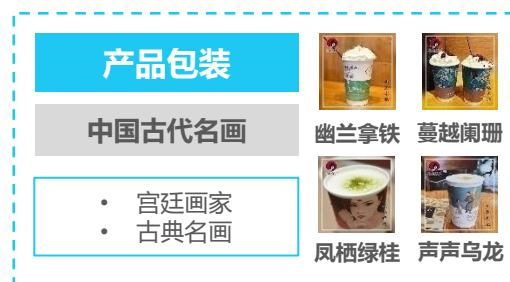 产品包装
中国古代名画
• 宫廷画家
• 古典名画
幽兰拿铁 蔓越阑珊
凤栖绿桂 声声乌龙